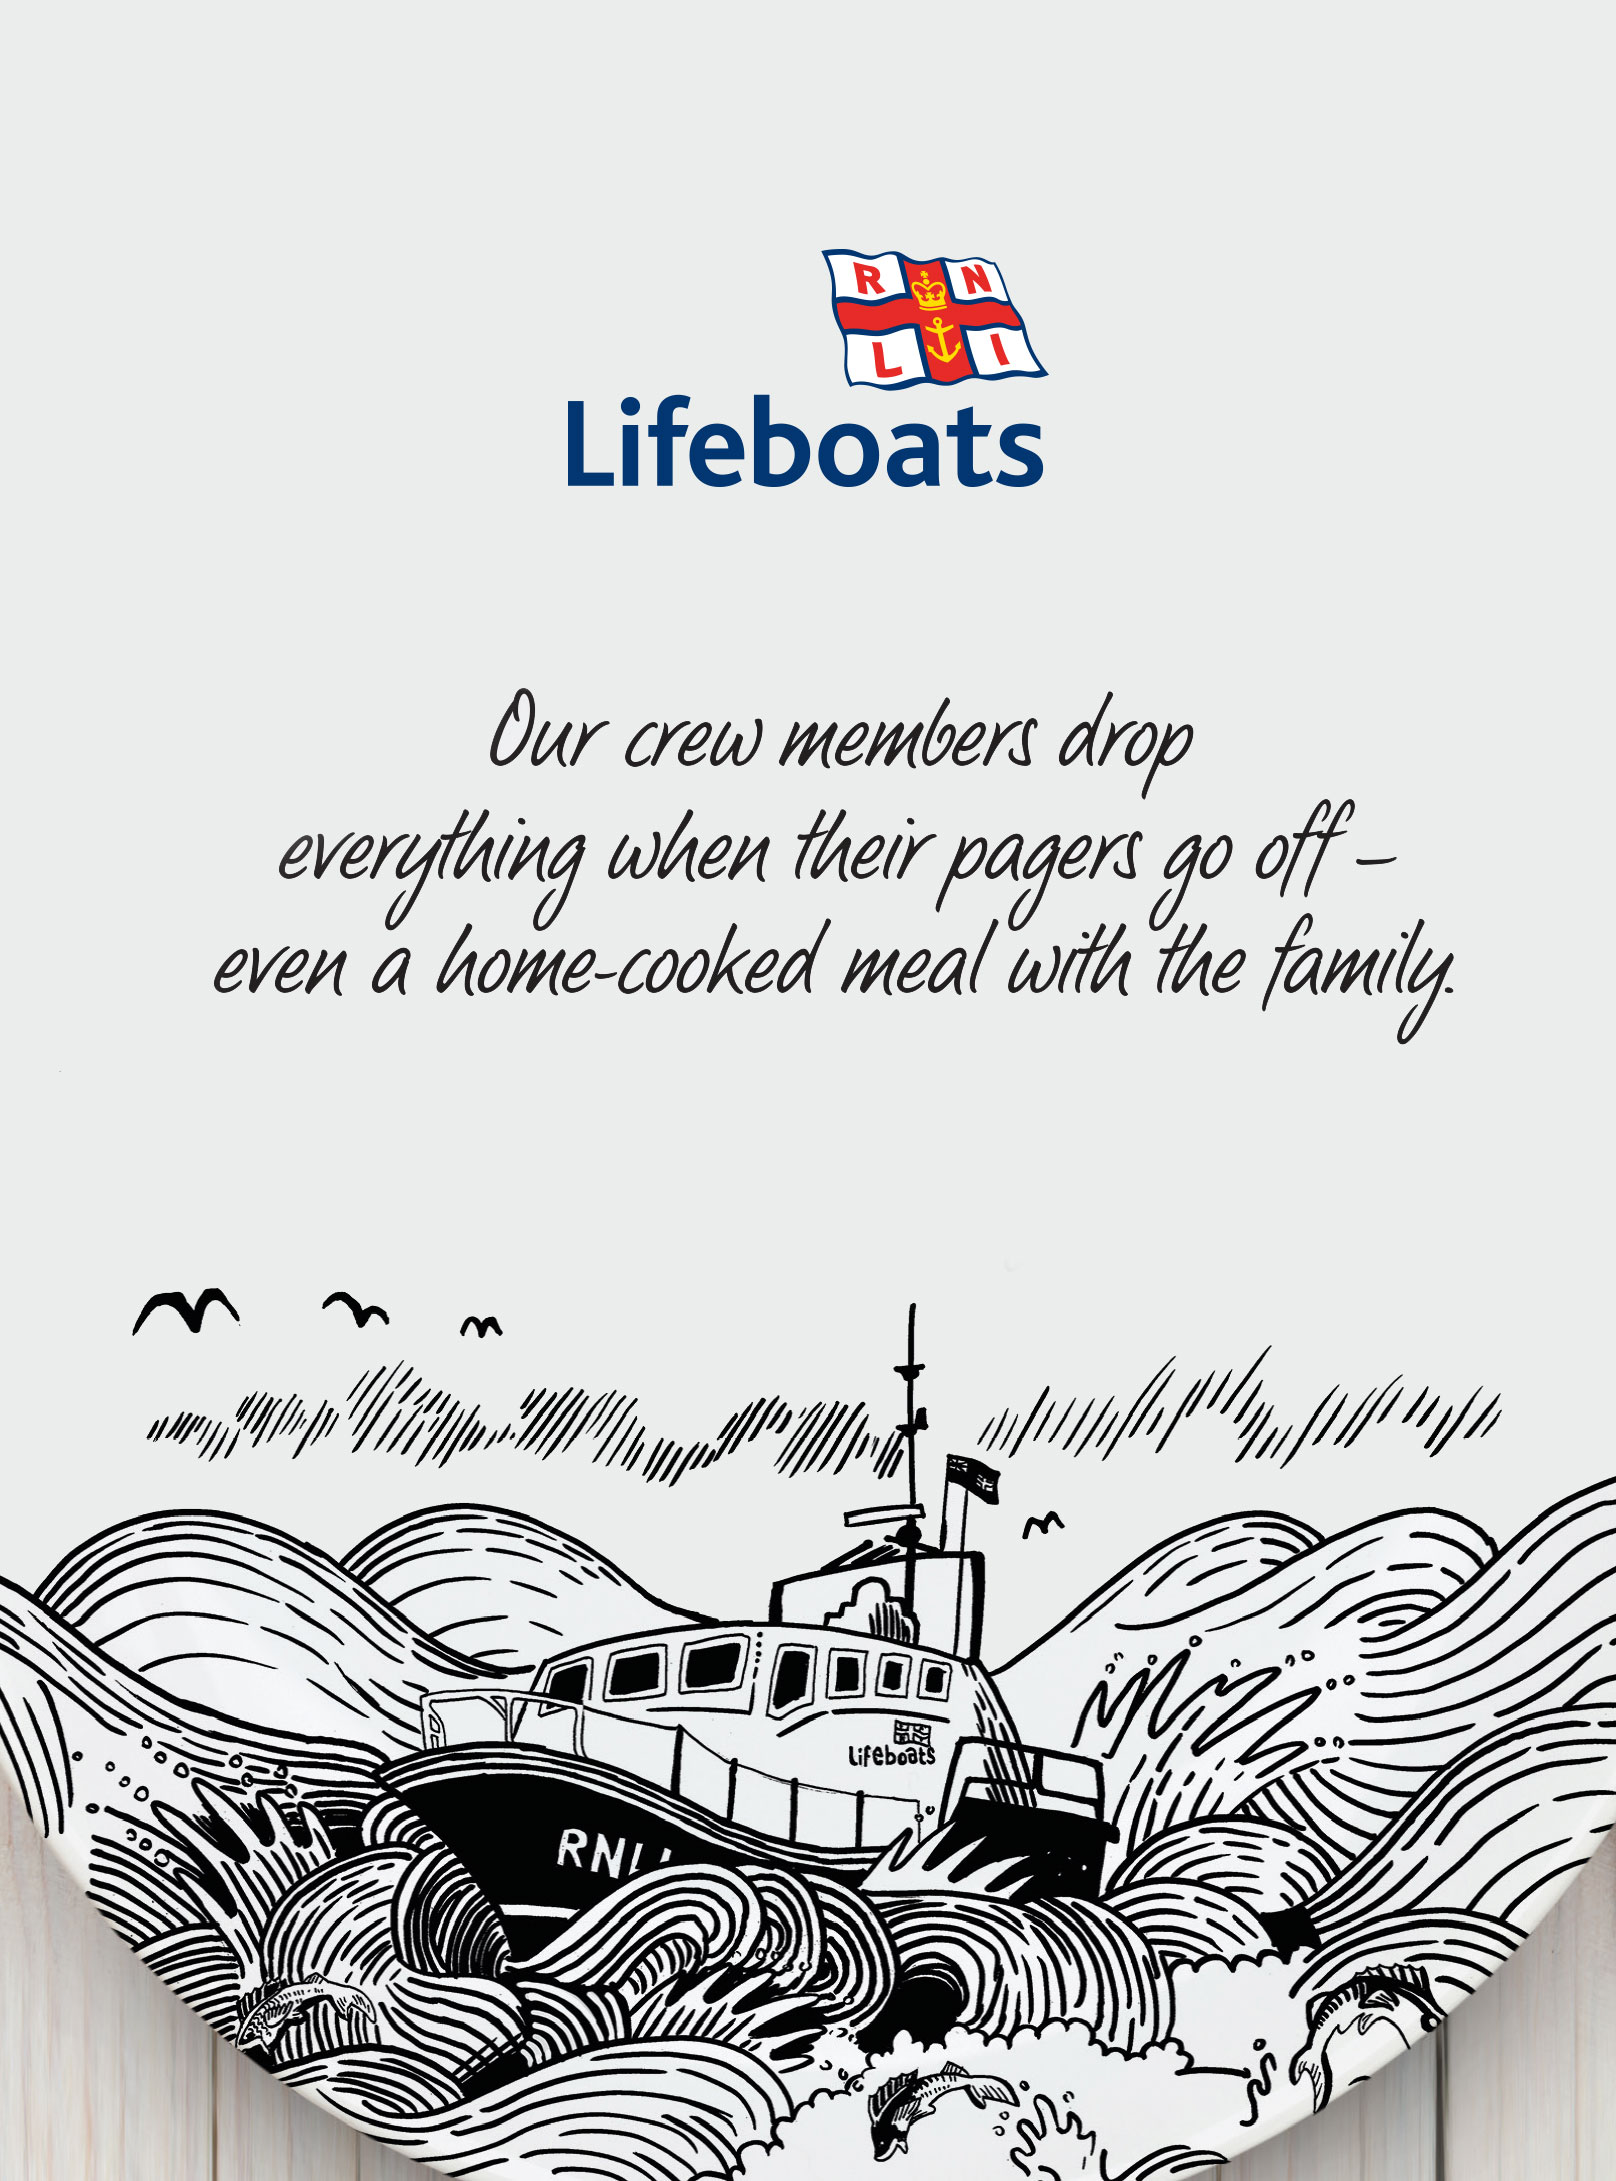 R N
L I
Lifeboats
Our crew members drop
everything when their pagers go off –
even a home-cooked meal with the family.
Lifeboats
RNLI